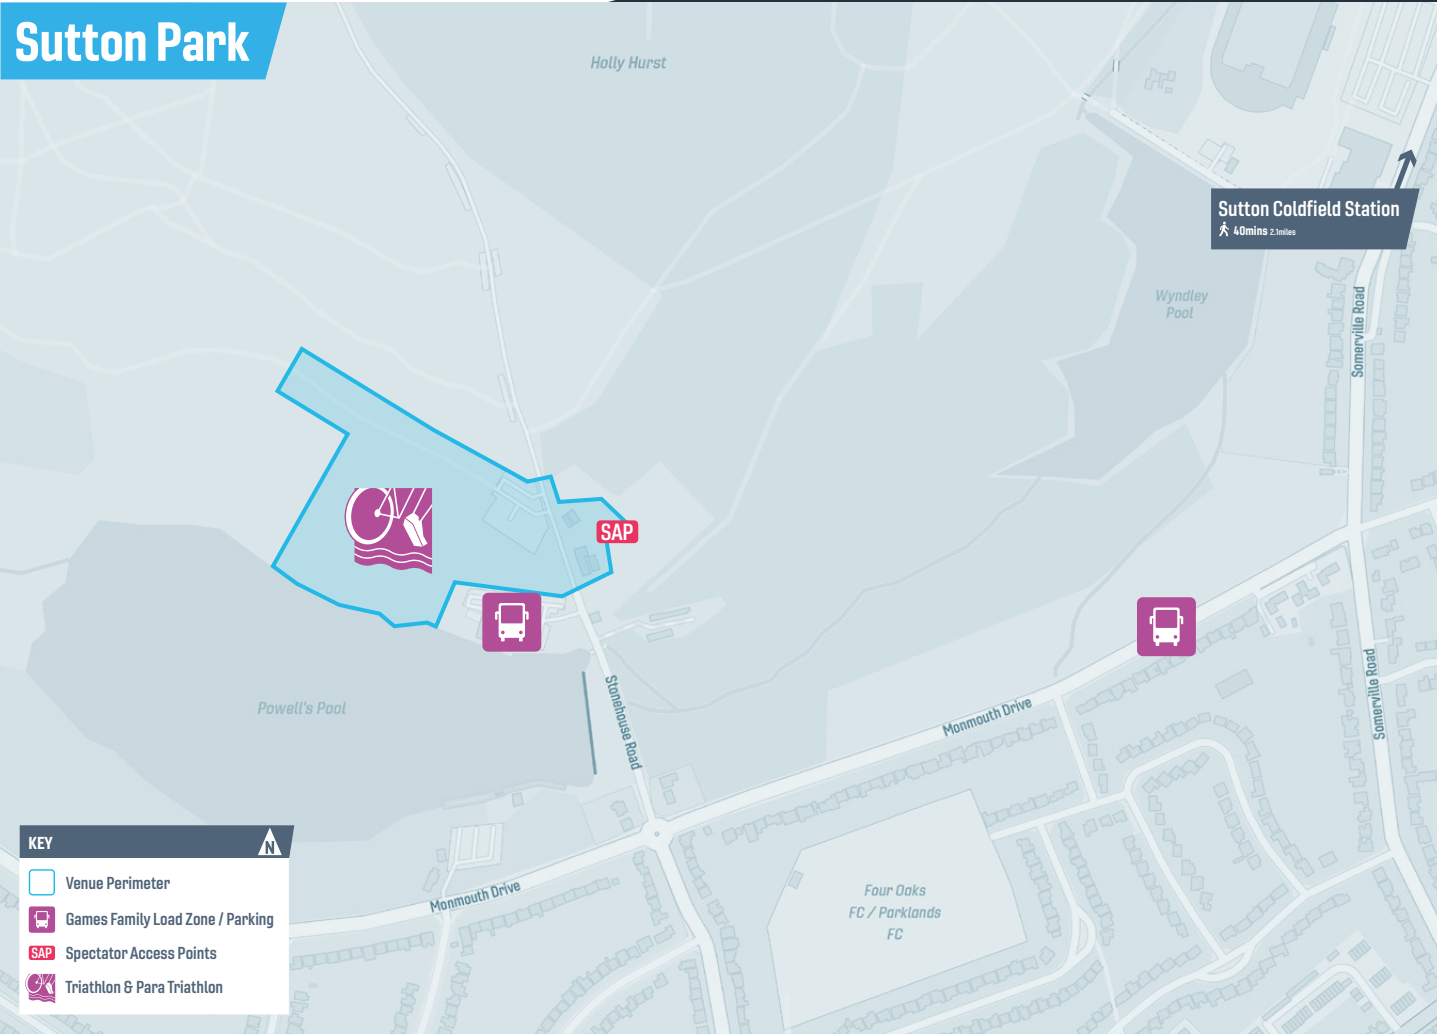 Sutton Park
Holly Hurst
Sutton Coldfield Station
40mins 2.1miles
Wyndley
Pool
Somerville Road
SAP
Powell's Pool
Stonehouse Road
Monmouth Drive
Somerville Road
Monmouth Drive
Four Oaks
FC / Parklands
FC
KEY
N
Venue Perimeter
Games Family Load Zone / Parking
SAP Spectator Access Points
Triathlon & Para Triathlon